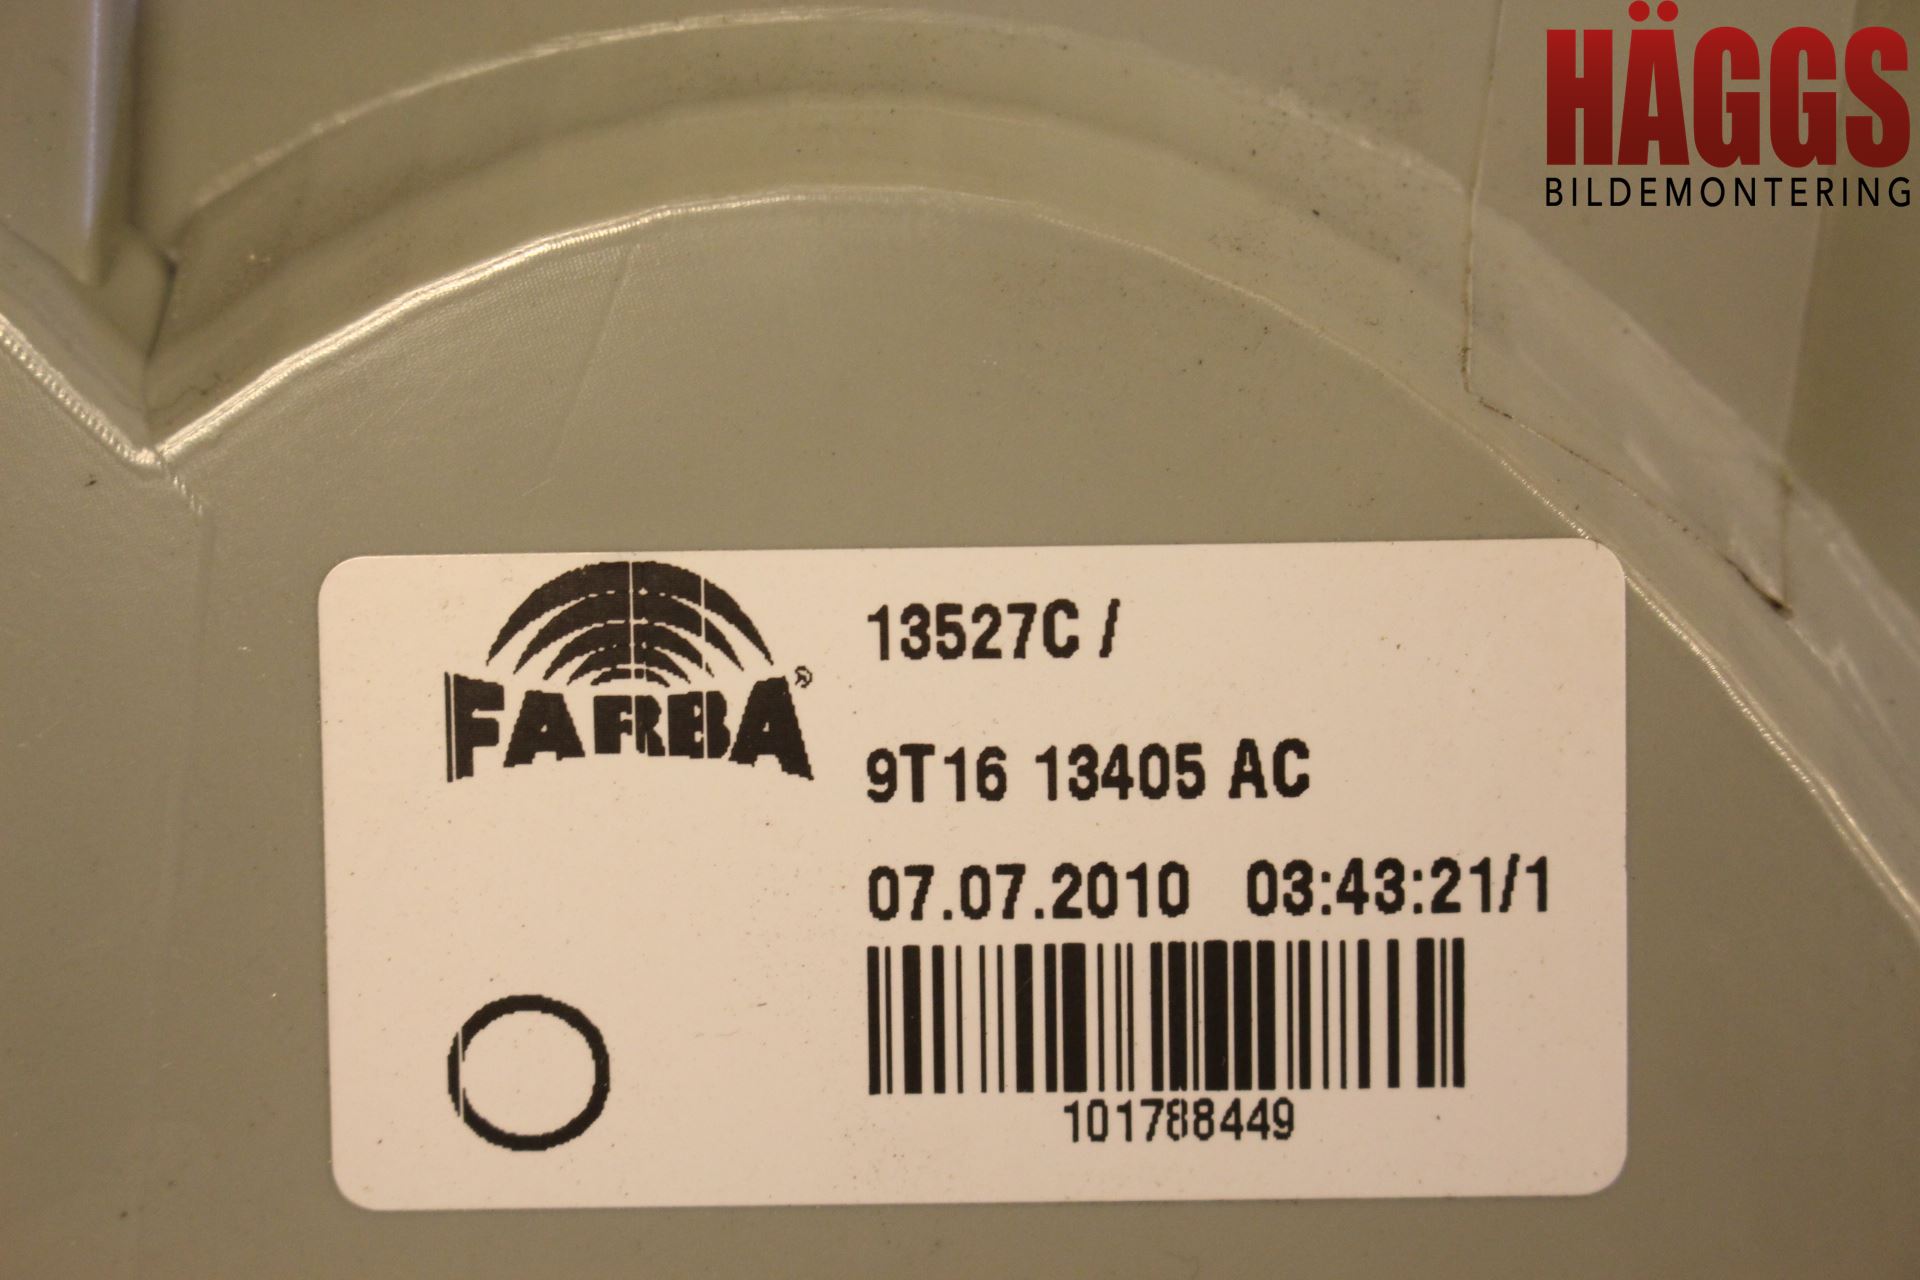 HÄGGS
BILDEMONTERING
FARBA®
13527C /
9T16 13405 AC
07.07.2010 03:43:21/1
101788449